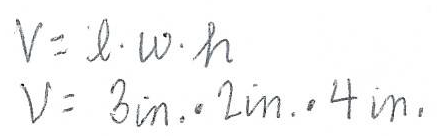 V = l · w · h
V = 3in. · 2in. · 4in.